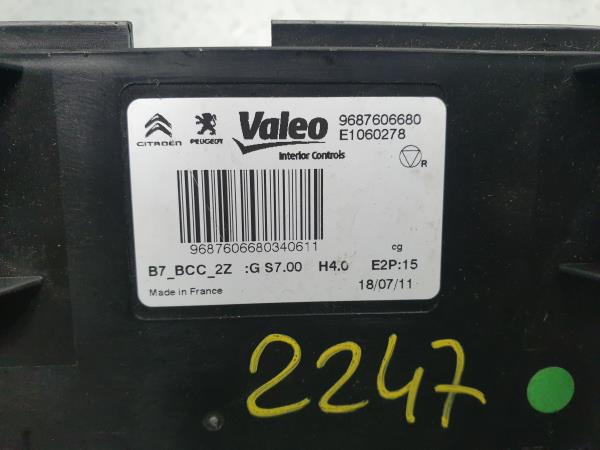 CITROËN PEUGEOT Valeo 9687606680
E1060278
Interior Controls
R
9687606680340611
cg
B7_BCC_2Z :G S7.00 H4.0 E2P:15
Made in France 18/07/11
2247